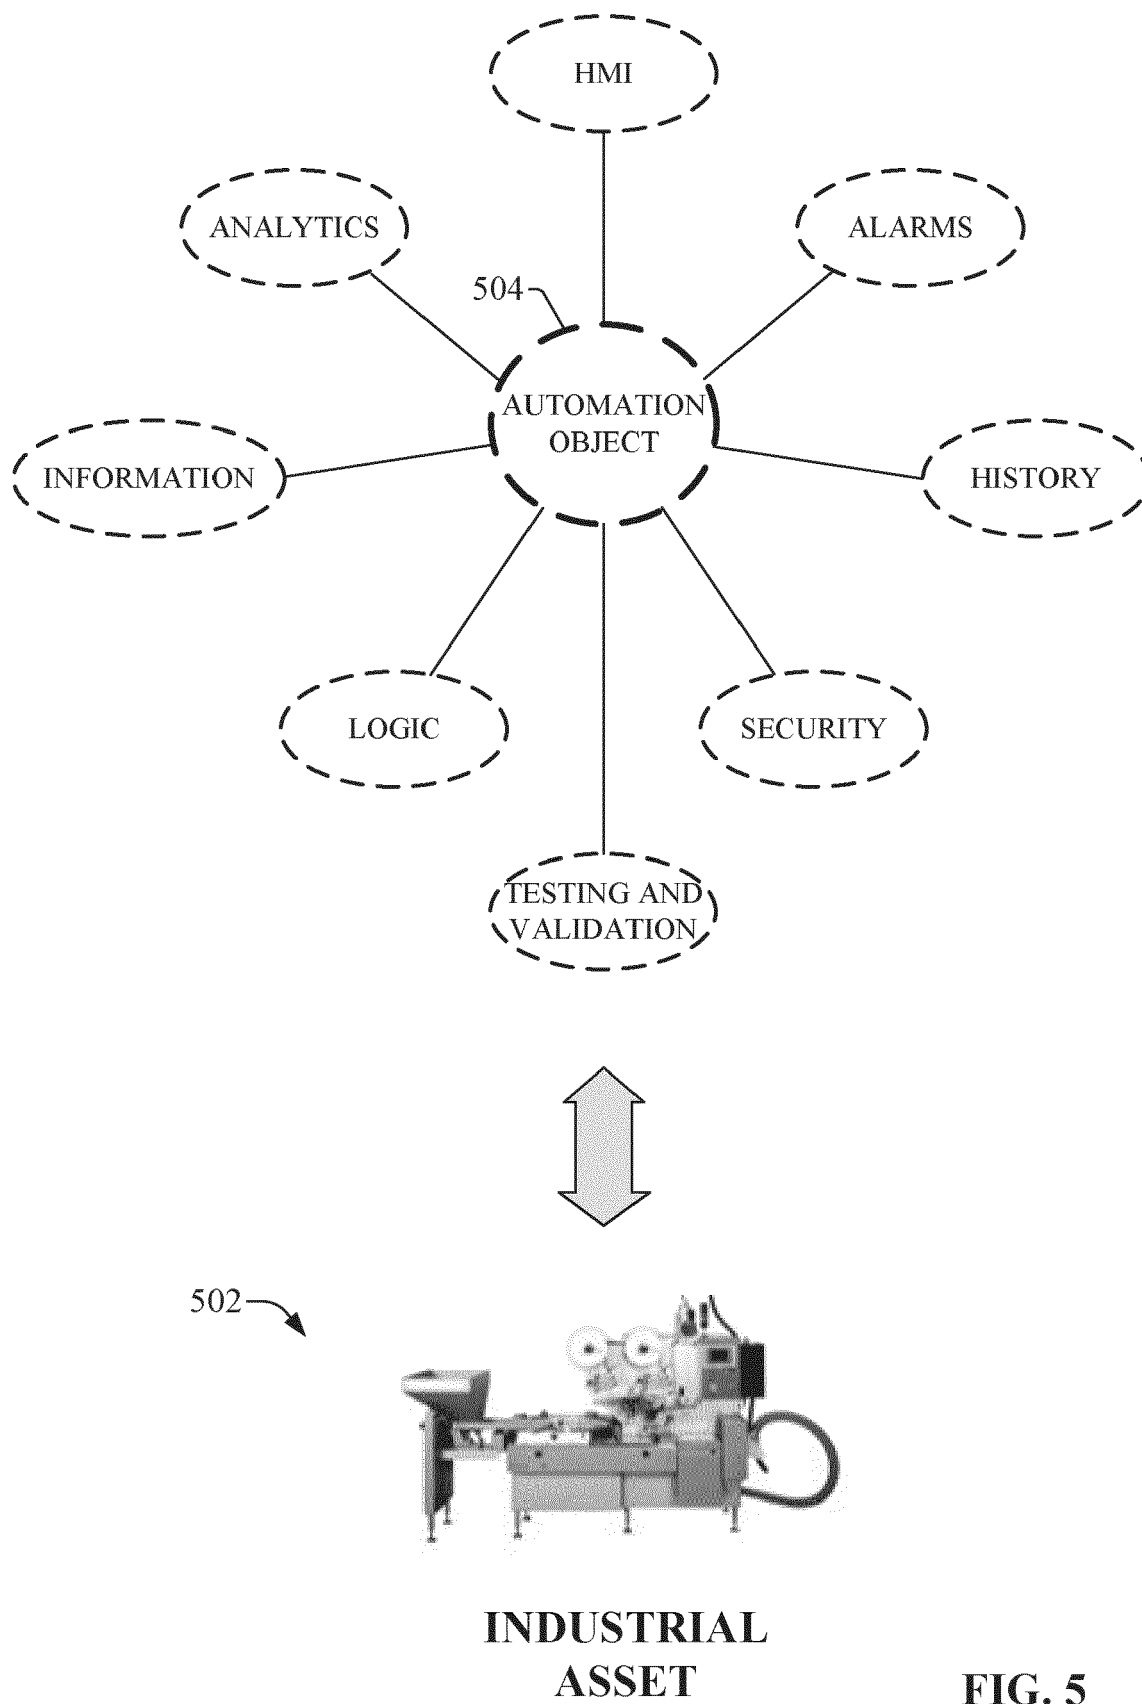 HMI
ANALYTICS
ALARMS
504
AUTOMATION
OBJECT
INFORMATION
HISTORY
LOGIC
SECURITY
TESTING AND
VALIDATION
502
INDUSTRIAL
ASSET
FIG. 5